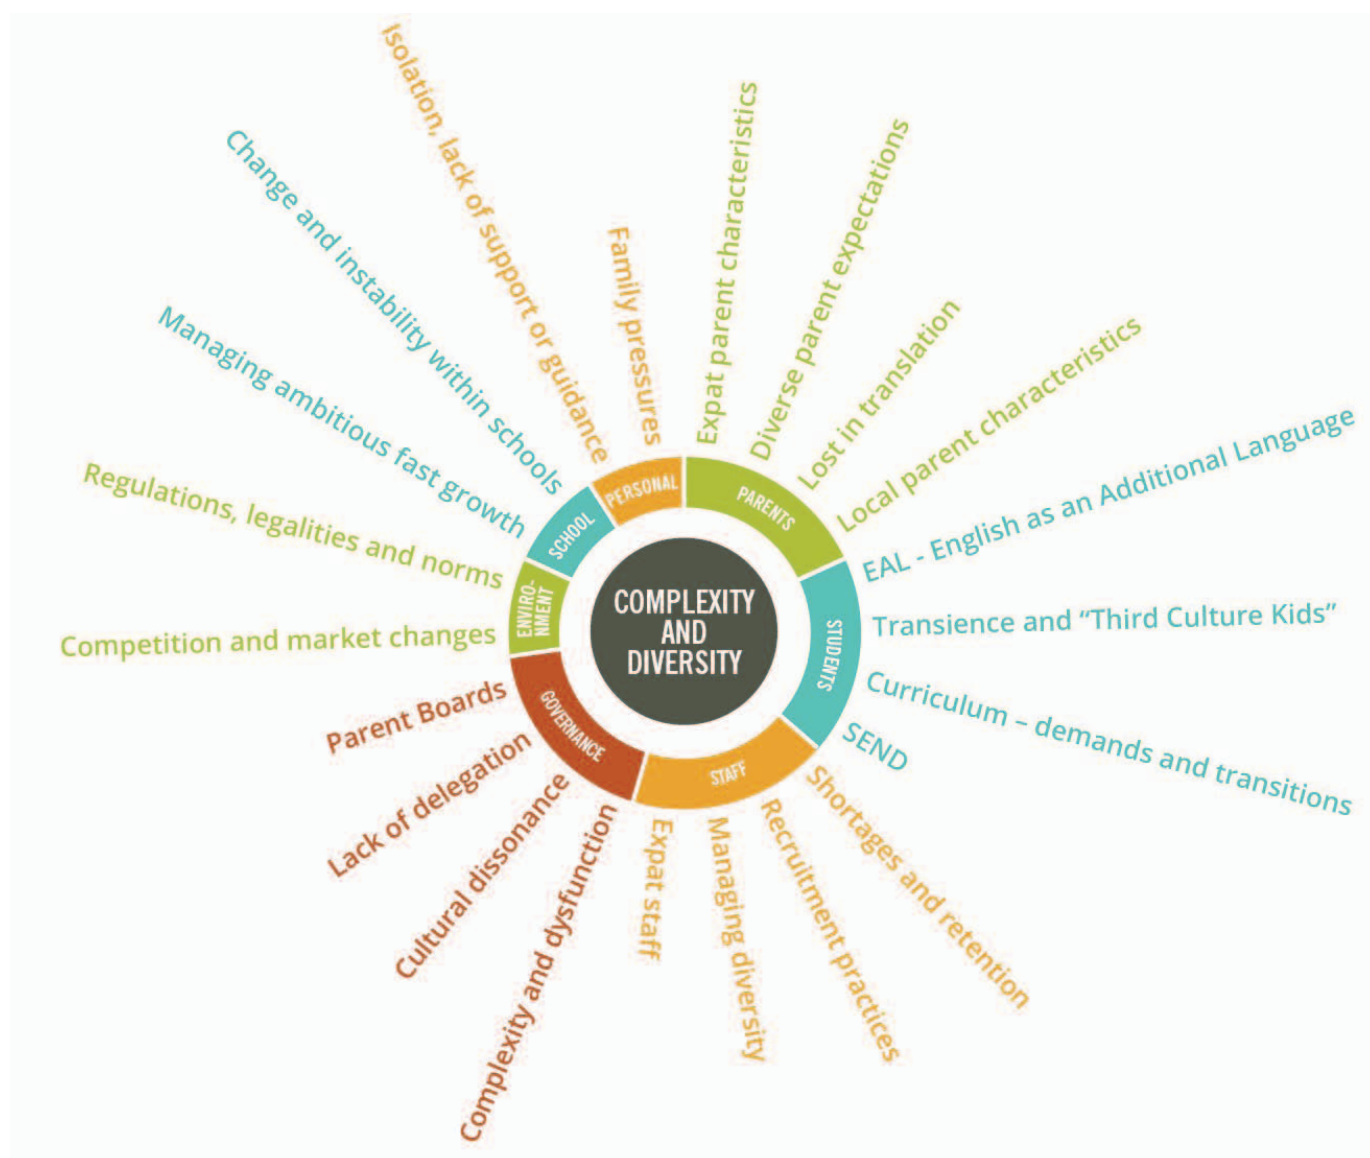 COMPLEXITY
AND
DIVERSITY
PARENTS
Expat parent characteristics
Diverse parent expectations
Lost in translation
Local parent characteristics
STUDENTS
EAL - English as an Additional Language
Transience and “Third Culture Kids”
Curriculum – demands and transitions
SEND
STAFF
Shortages and retention
Recruitment practices
Managing diversity
Expat staff
GOVERNANCE
Complexity and dysfunction
Cultural dissonance
Lack of delegation
Parent Boards
ENVIRO-
NMENT
Competition and market changes
Regulations, legalities and norms
SCHOOL
Managing ambitious fast growth
Change and instability within schools
PERSONAL
Isolation, lack of support or guidance
Family pressures